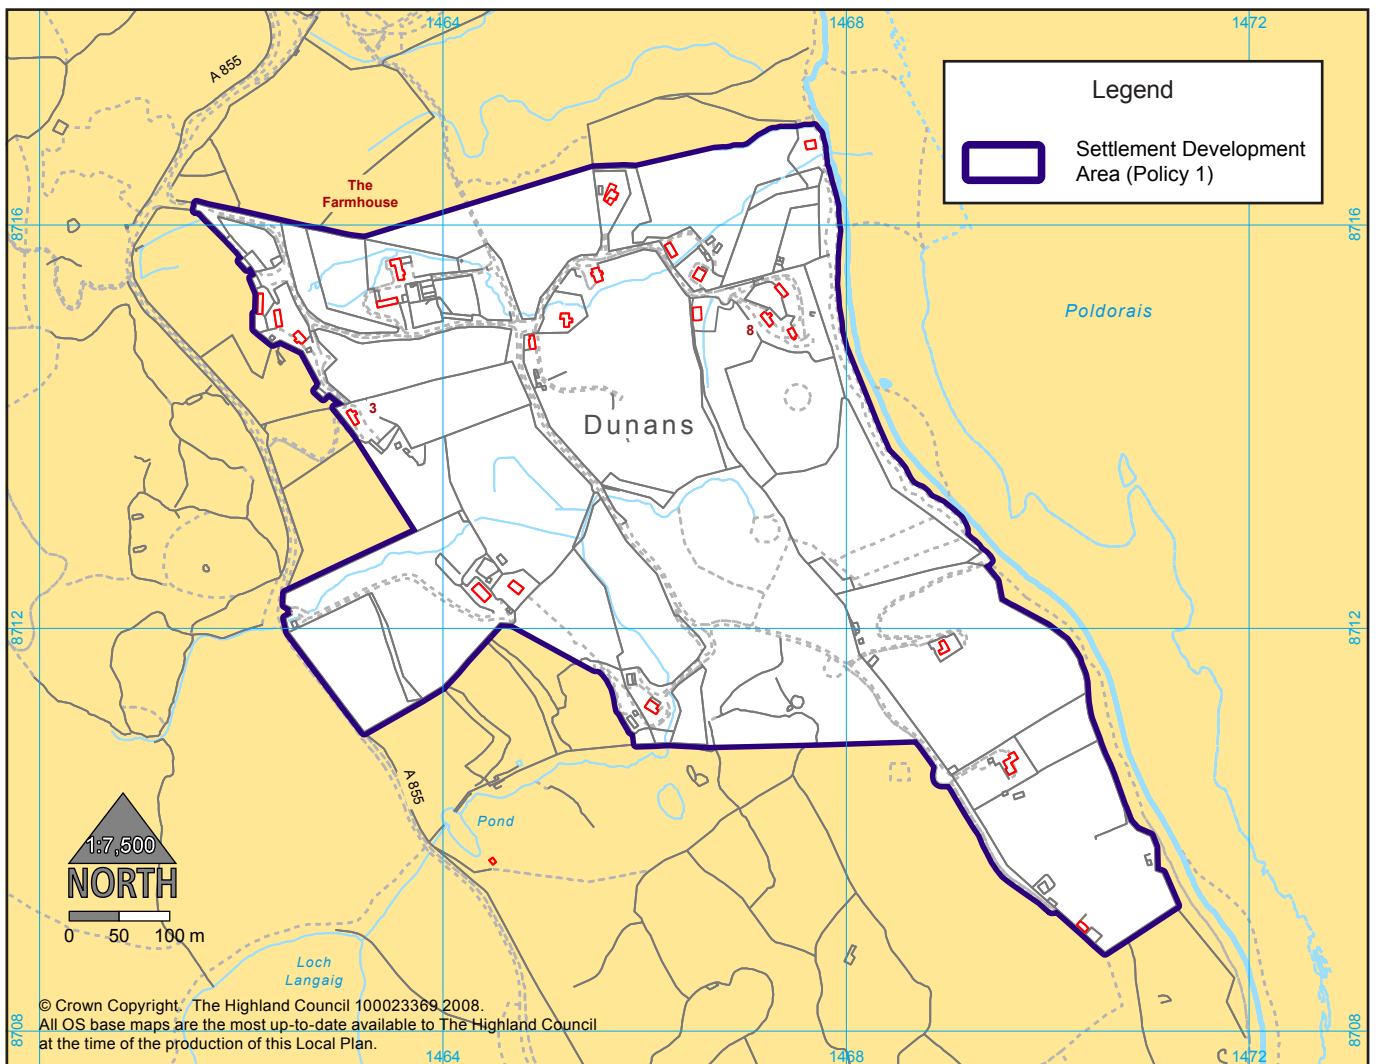 1464
1468
1472
A 855
Legend
Settlement Development
Area (Policy 1)
The
Farmhouse
8716
8716
Poldorais
8
3
Dunans
8712
8712
A 855
Pond
1:7,500
NORTH
0 50 100 m
Loch
Langaig
© Crown Copyright. The Highland Council 100023369 2008.
All OS base maps are the most up-to-date available to The Highland Council
at the time of the production of this Local Plan.
8708
8708
1464
1468
1472